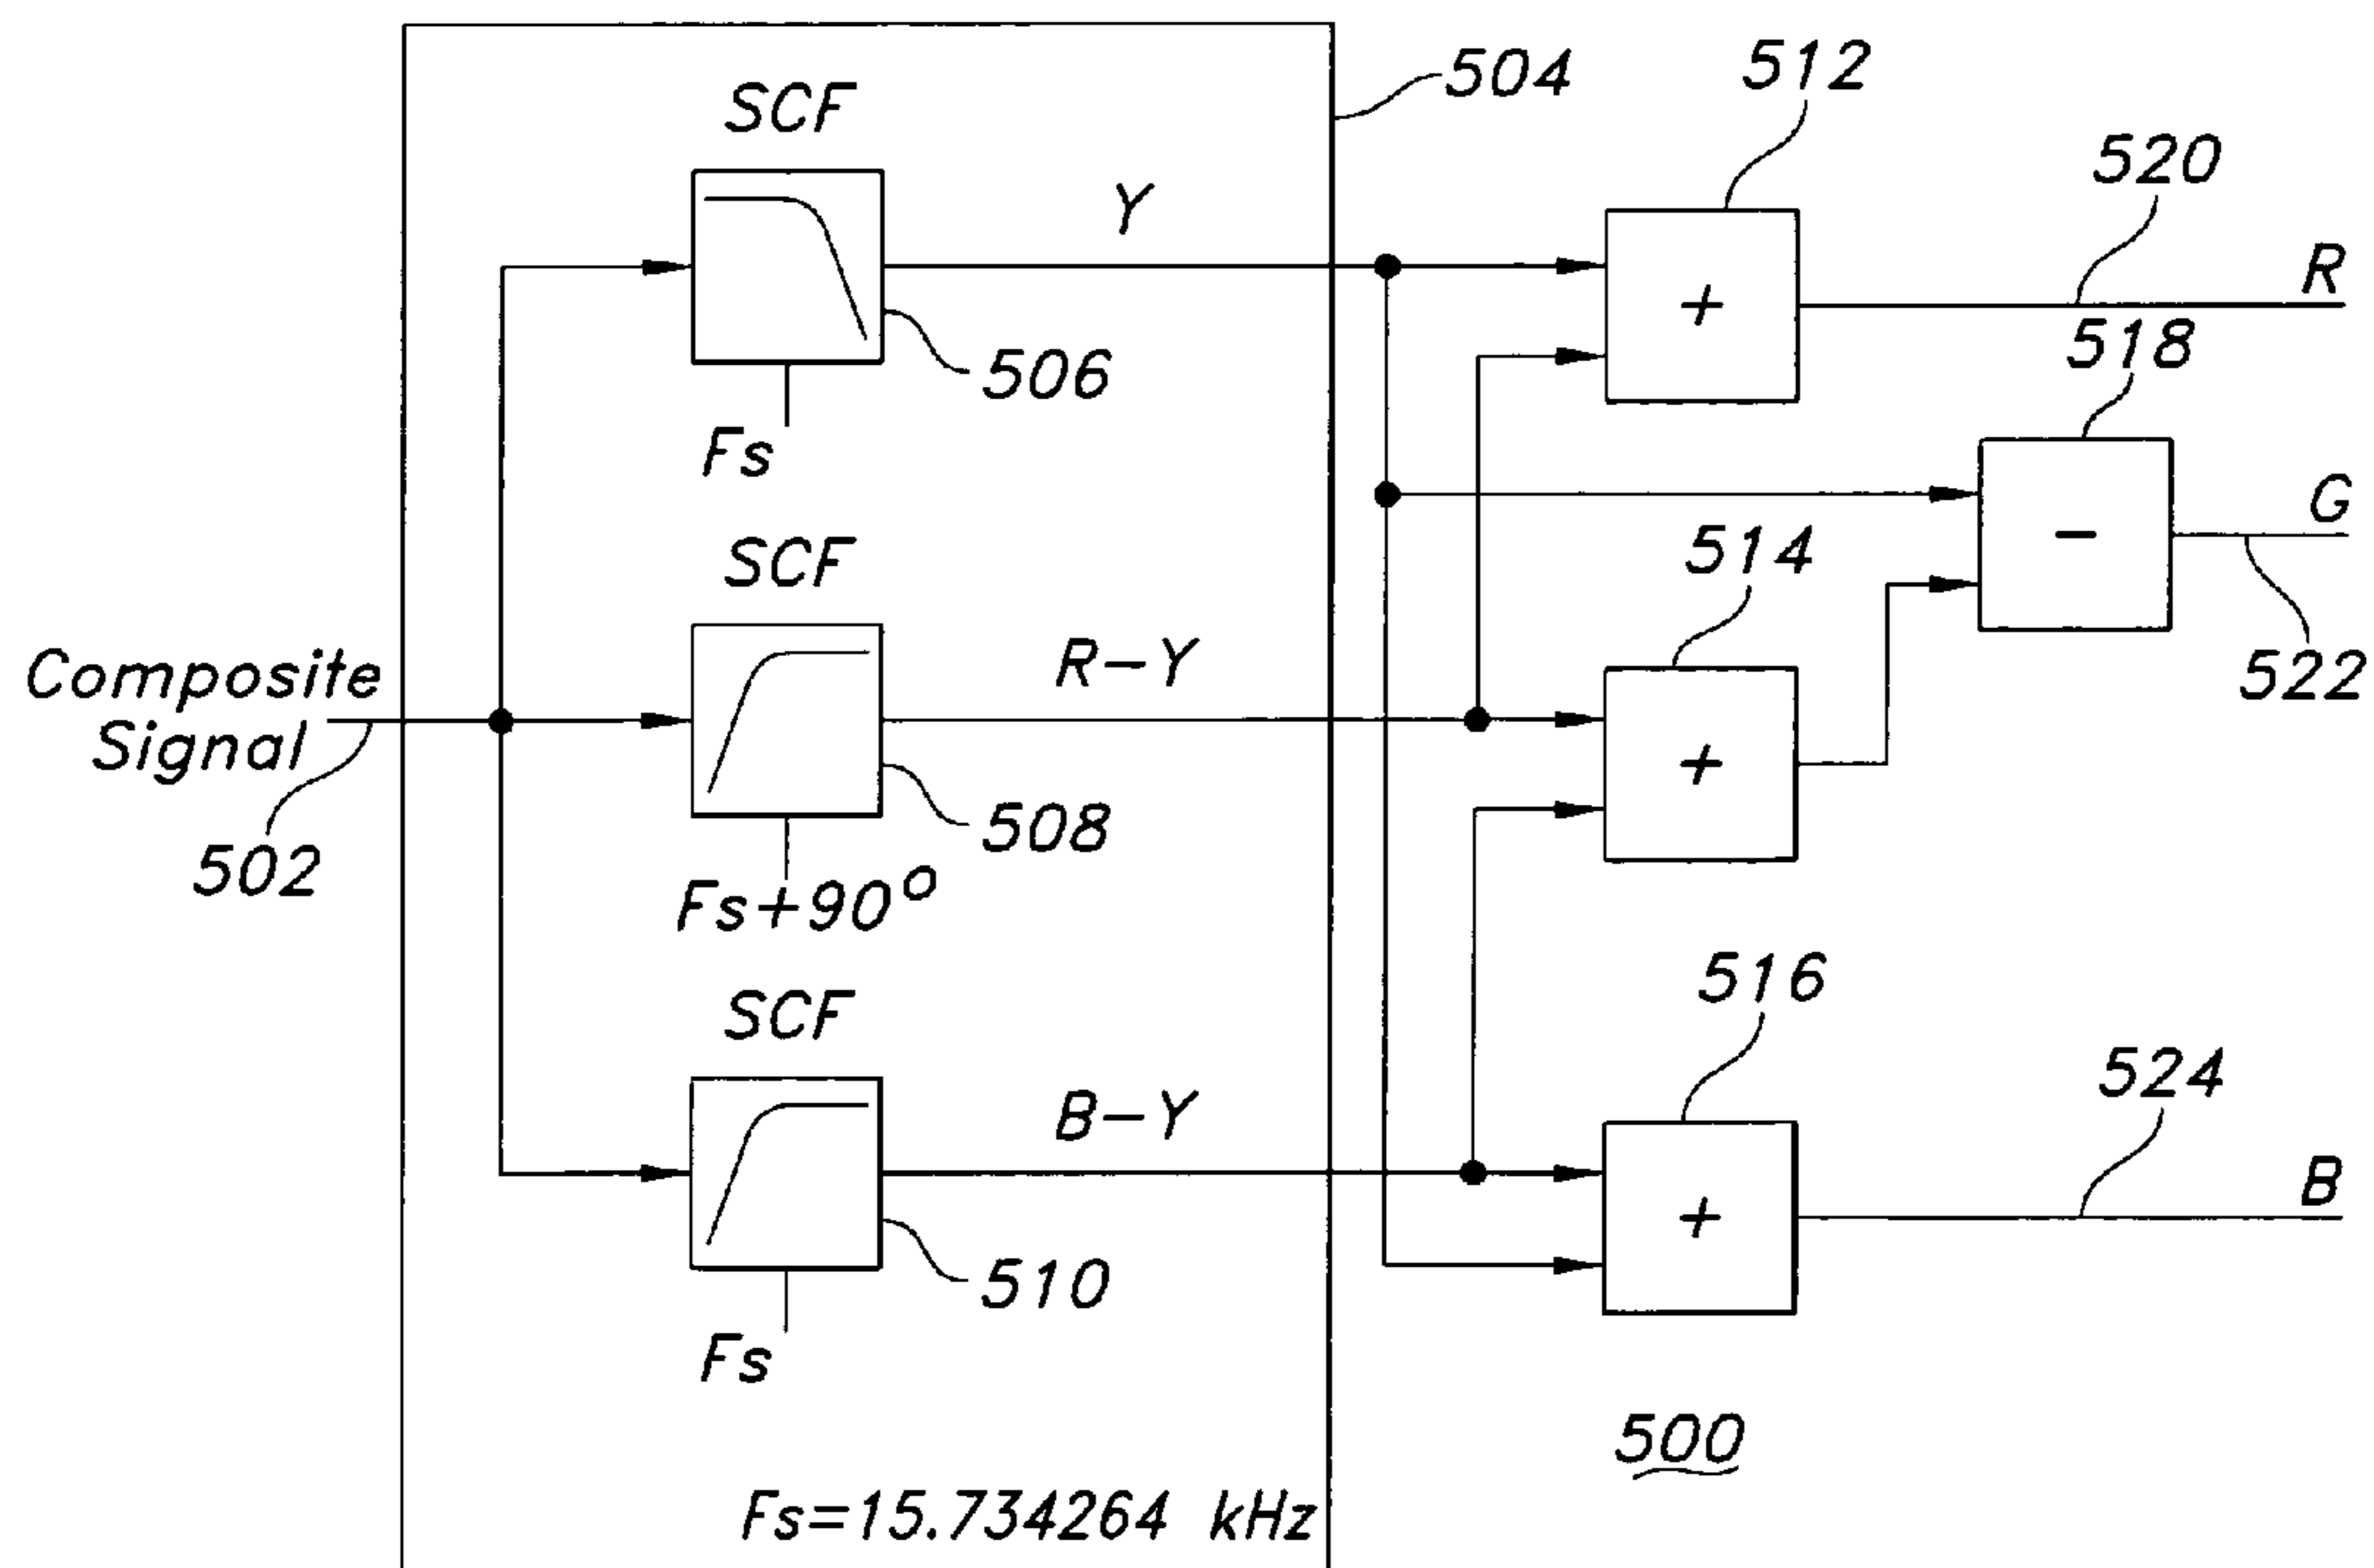 504
512
SCF
520
Y
R
518
506
Fs
G
514
SCF
Composite
Signal
R-Y
522
508
502
Fs+90°
516
SCF
524
B-Y
B
510
Fs
500
Fs=15.734264 kHz
+
-
+
+